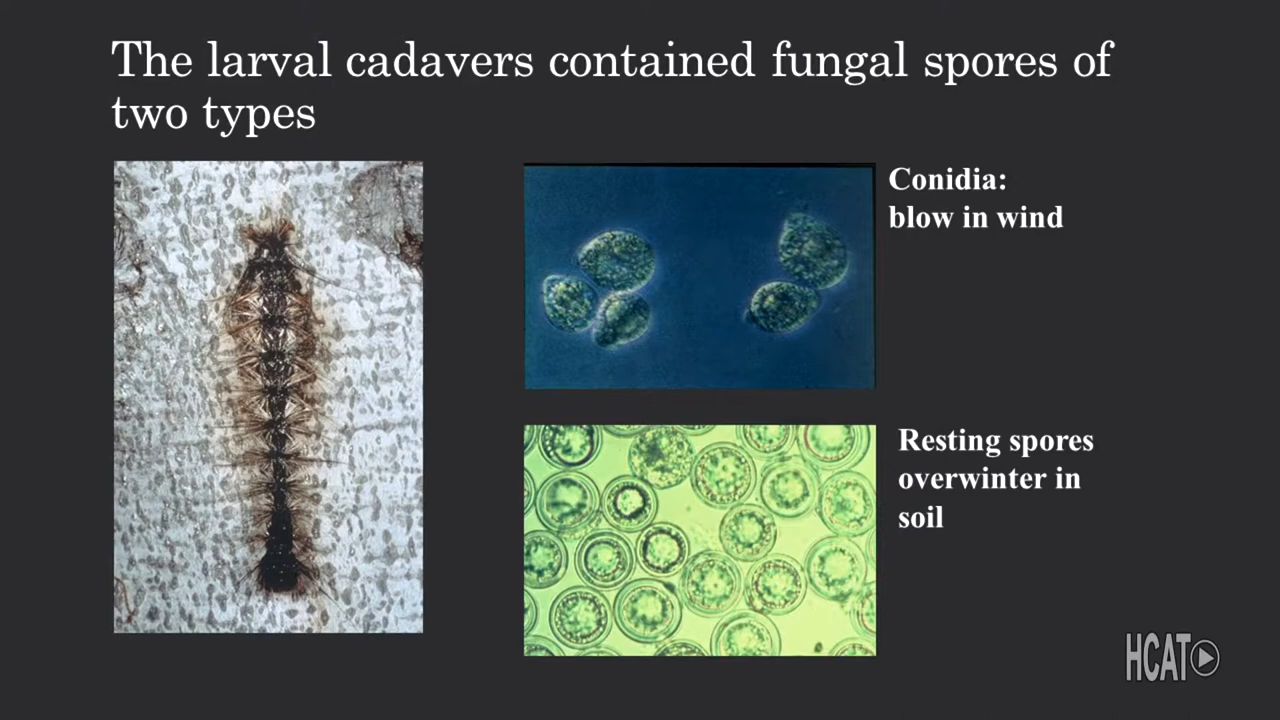 The larval cadavers contained fungal spores of
two types
Conidia:
blow in wind
Resting spores
overwinter in
soil
HCAT